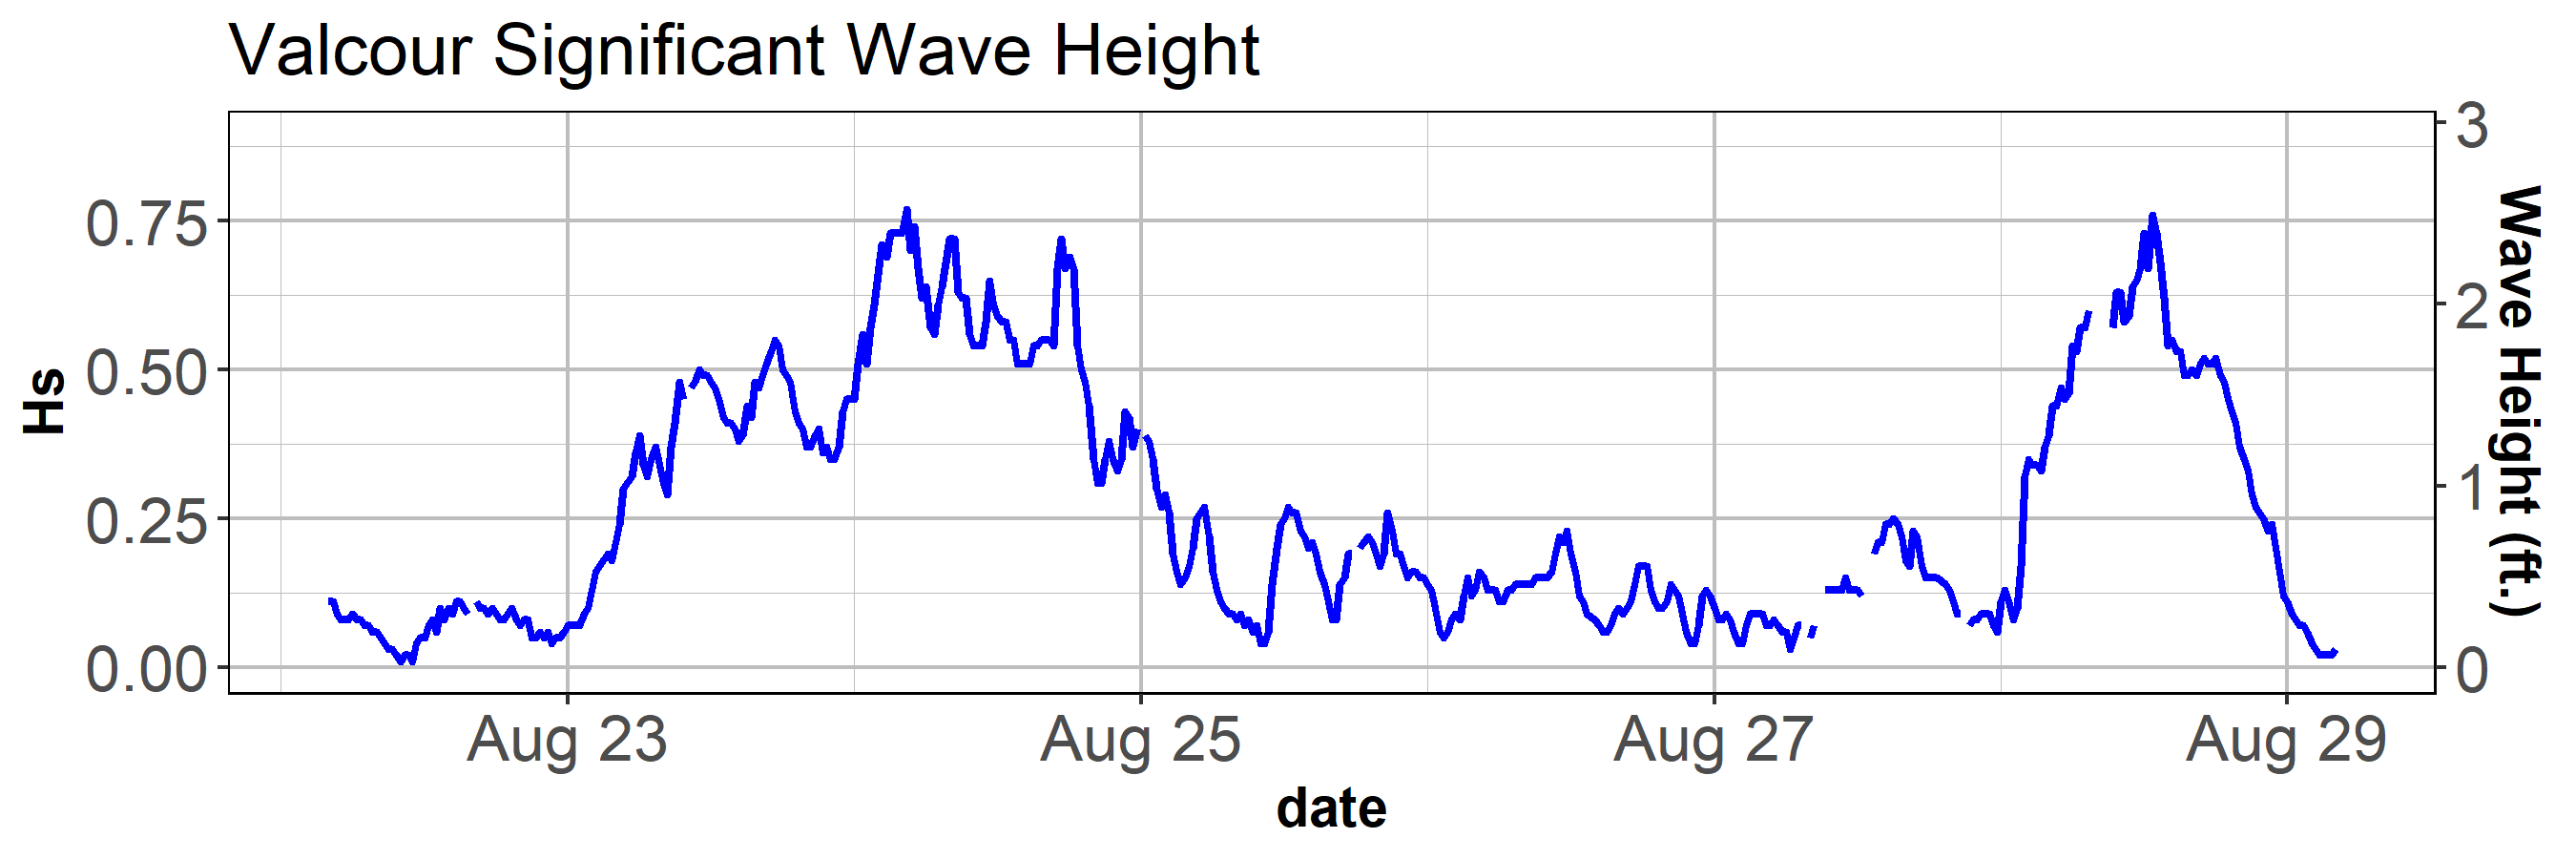 Valcour Significant Wave Height
Hs
0.75
0.50
0.25
0.00
3
2
1
0
Wave Height (ft.)
Aug 23
Aug 25
Aug 27
Aug 29
date